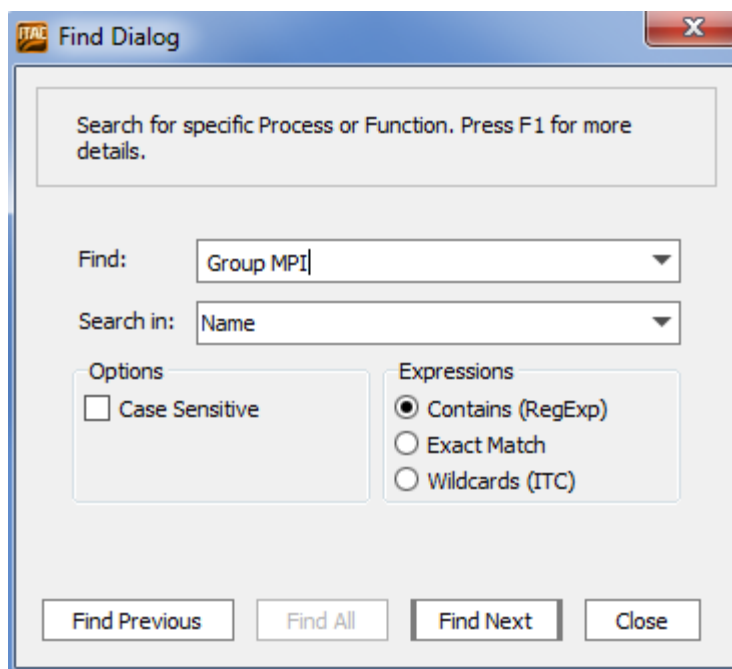 ITAC Find Dialog
Search for specific Process or Function. Press F1 for more
details.
Find: Group MPI
Search in: Name
Options
Case Sensitive
Expressions
Contains (RegExp)
Exact Match
Wildcards (ITC)
Find Previous Find All Find Next Close